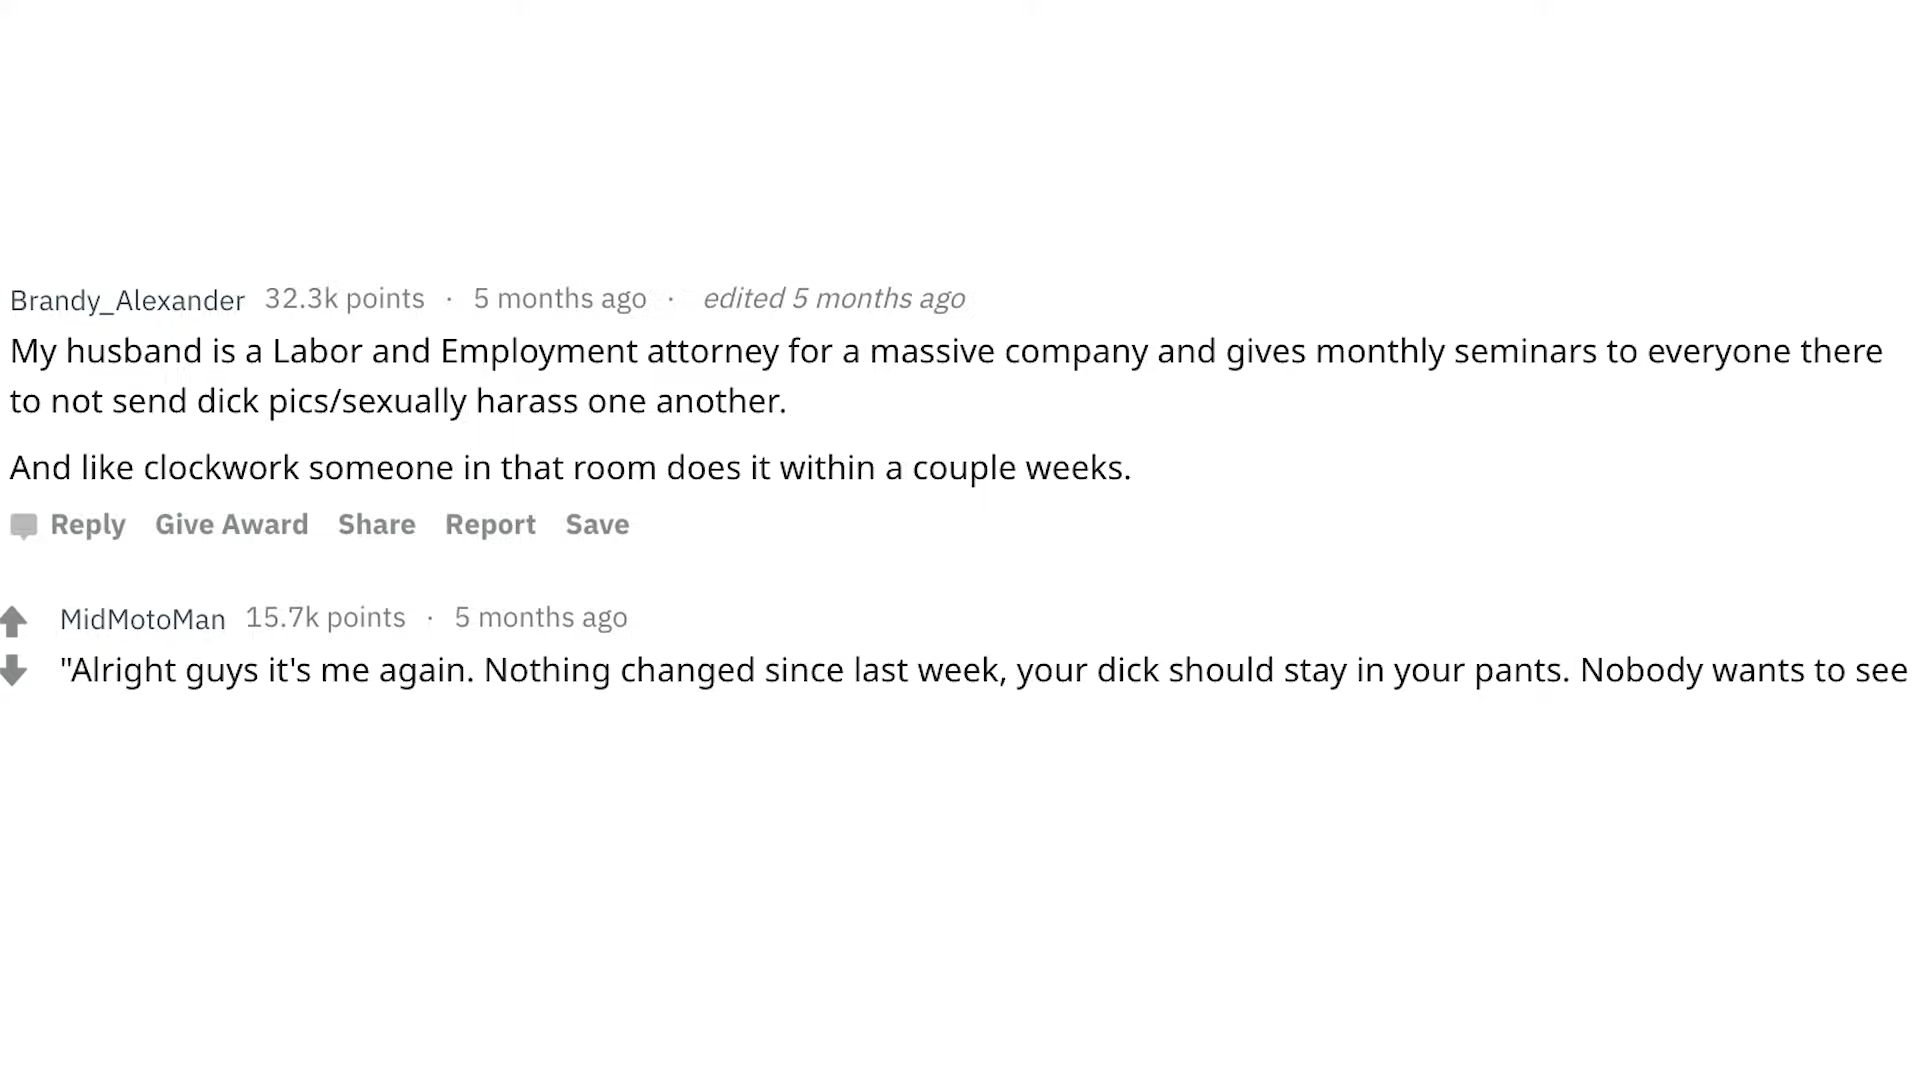 Brandy_Alexander 32.3k points · 5 months ago · edited 5 months ago
My husband is a Labor and Employment attorney for a massive company and gives monthly seminars to everyone there
to not send dick pics/sexually harass one another.
And like clockwork someone in that room does it within a couple weeks.
Reply Give Award Share Report Save
MidMotoMan 15.7k points · 5 months ago
"Alright guys it's me again. Nothing changed since last week, your dick should stay in your pants. Nobody wants to see